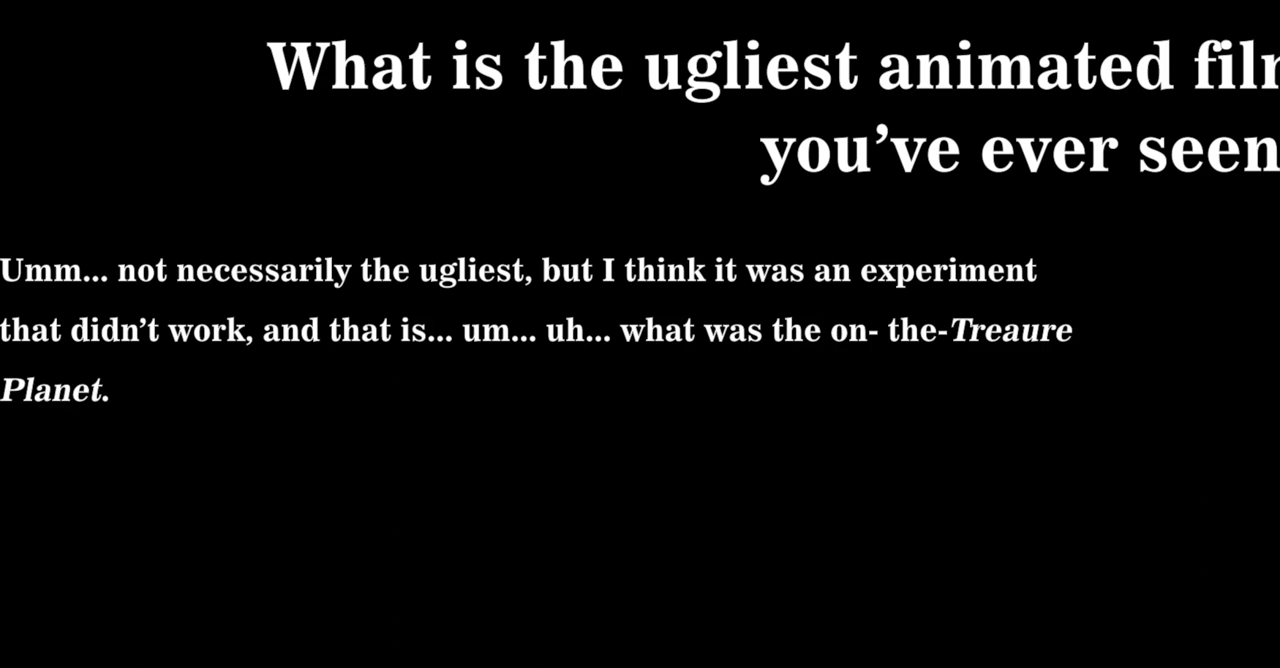 What is the ugliest animated film
you’ve ever seen
Umm... not necessarily the ugliest, but I think it was an experiment
that didn’t work, and that is... um... uh... what was the on- the-Treaure
Planet.